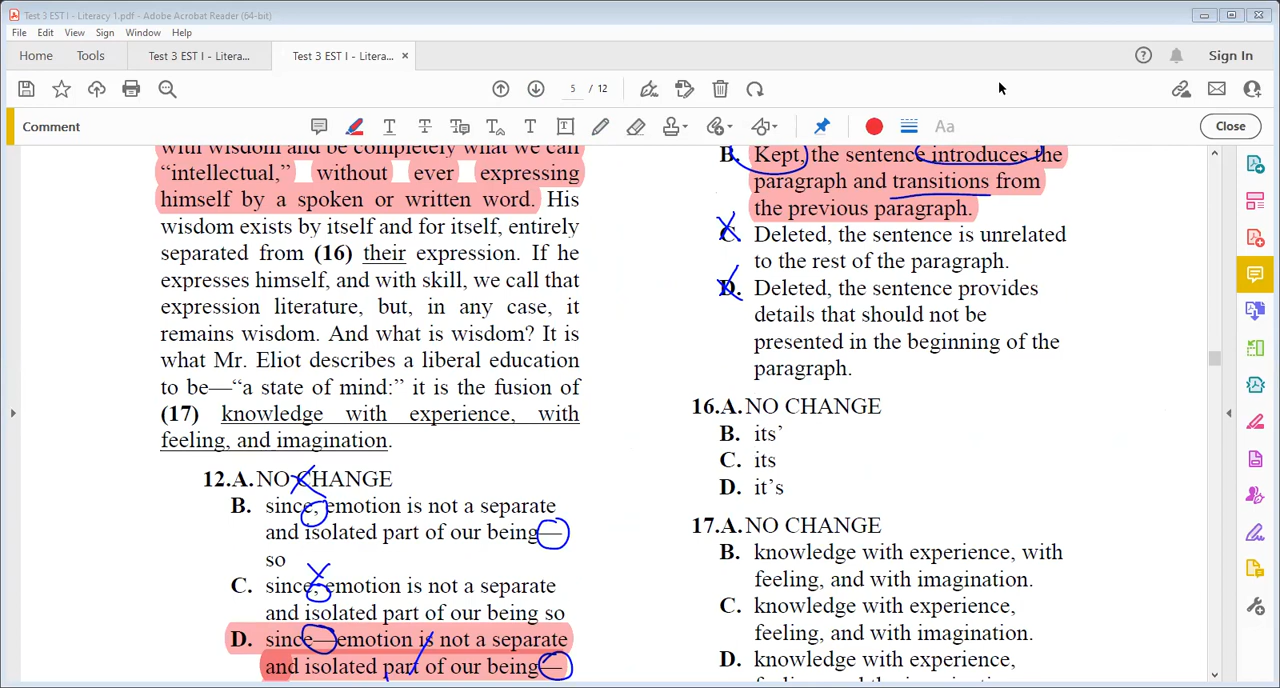 Test 3 EST I - Literacy 1.pdf - Adobe Acrobat Reader (64-bit)
File Edit View Sign Window Help
Home Tools Test 3 EST I - Litera... Test 3 EST I - Litera... × Sign In
5 / 12
Comment Aa Close
with wisdom and be completely what we call
“intellectual,” without ever expressing
himself by a spoken or written word. His
wisdom exists by itself and for itself, entirely
separated from (16) their expression. If he
expresses himself, and with skill, we call that
expression literature, but, in any case, it
remains wisdom. And what is wisdom? It is
what Mr. Eliot describes a liberal education
to be—“a state of mind:” it is the fusion of
(17) knowledge with experience, with
feeling, and imagination.
12.A. NO CHANGE
B. since, emotion is not a separate
and isolated part of our being—
so
C. since, emotion is not a separate
and isolated part of our being so
D. since—emotion is not a separate
and isolated part of our being—
B. Kept, the sentence introduces the
paragraph and transitions from
the previous paragraph.
C. Deleted, the sentence is unrelated
to the rest of the paragraph.
D. Deleted, the sentence provides
details that should not be
presented in the beginning of the
paragraph.
16.A. NO CHANGE
B. its’
C. its
D. it’s
17.A. NO CHANGE
B. knowledge with experience, with
feeling, and with imagination.
C. knowledge with experience,
feeling, and with imagination.
D. knowledge with experience,